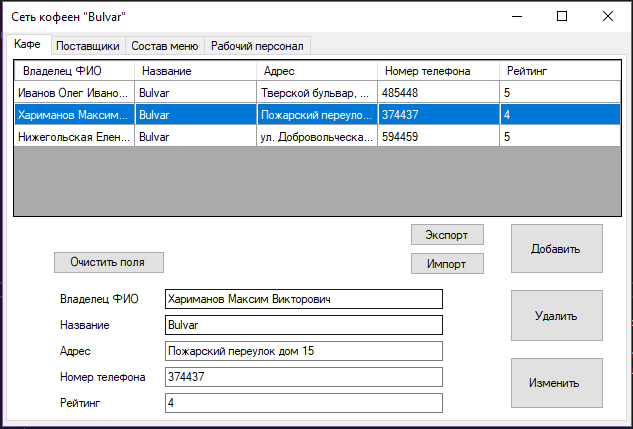 Сеть кофеен "Bulvar"
Кафе Поставщики Состав меню Рабочий персонал
Владелец ФИО Название Адрес Номер телефона Рейтинг
Иванов Олег Ивано... Bulvar Тверской бульвар, ... 485448 5
Хариманов Максим... Bulvar Пожарский переуло... 374437 4
Нижегольская Елен... Bulvar ул. Добровольческа... 594459 5
Экспорт
Добавить
Очистить поля
Импорт
Владелец ФИО Хариманов Максим Викторович
Название Bulvar
Удалить
Адрес Пожарский переулок дом 15
Номер телефона 374437
Изменить
Рейтинг 4